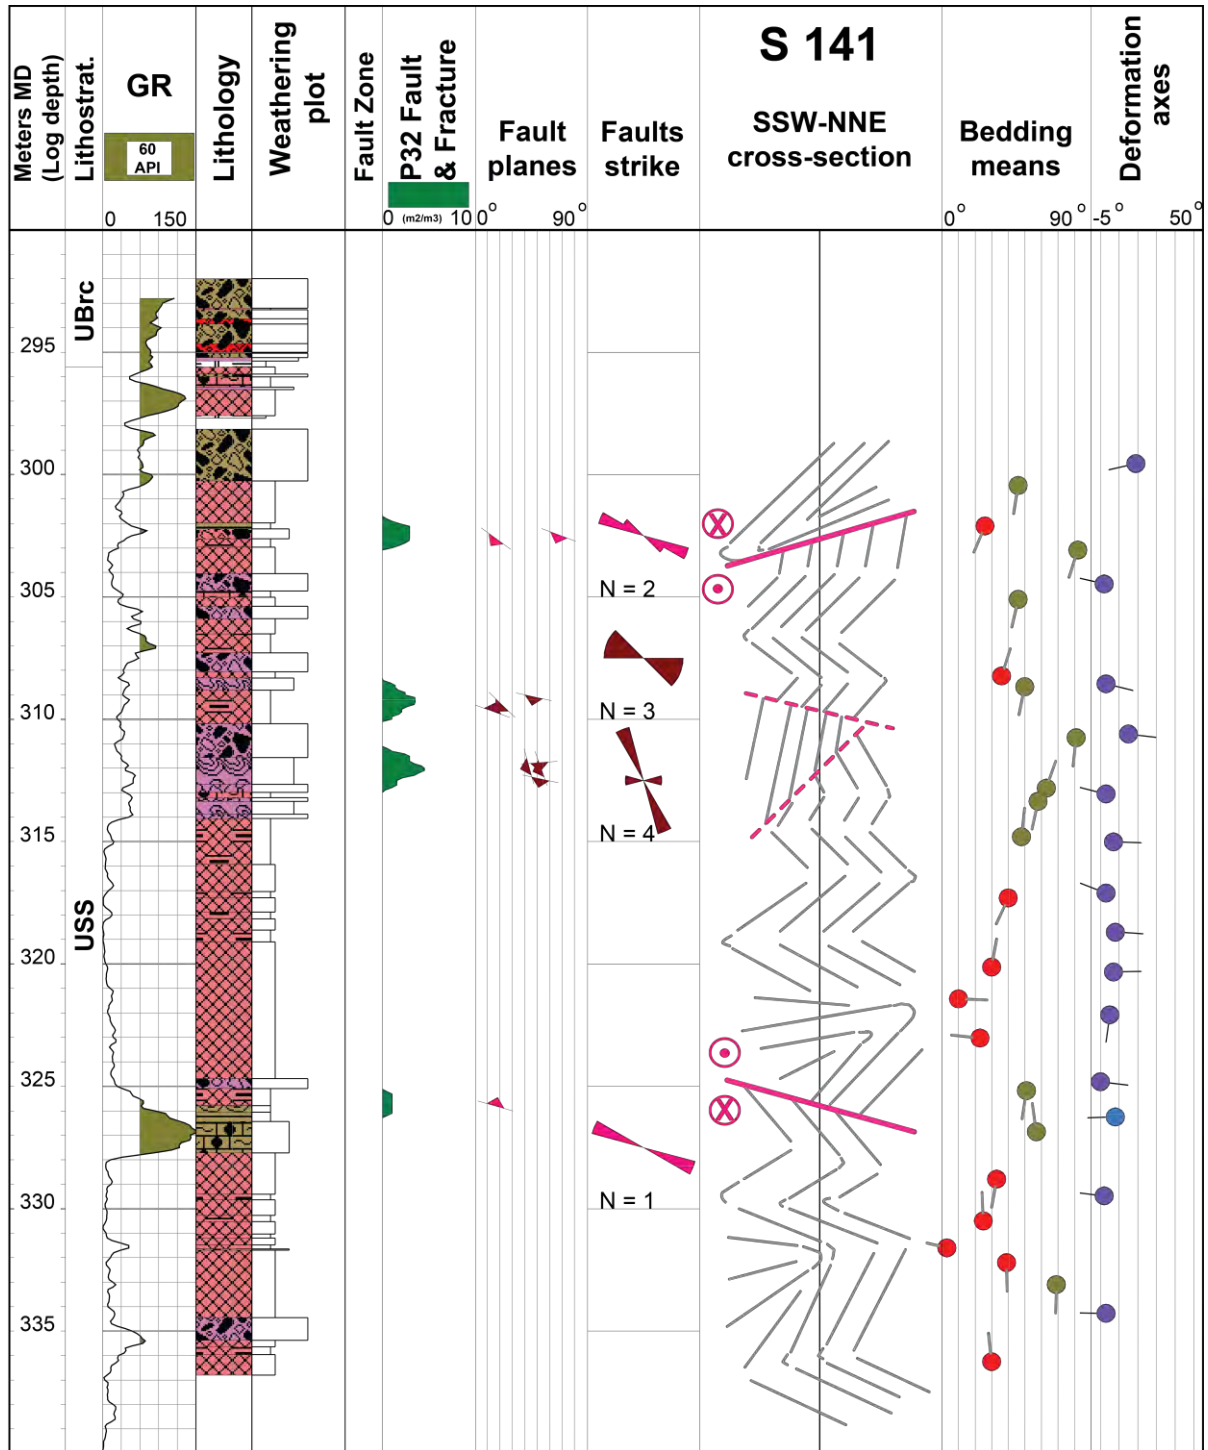 S 141
Meters MD
(Log depth)
Lithostrat.
GR
60
API
0 150
Lithology
Weathering
plot
Fault Zone
P32 Fault
& Fracture
0 (m2/m3) 10
Fault
planes
0° 90°
Faults
strike
SSW-NNE
cross-section
Bedding
means
0° 90°
Deformation
axes
-5° 50°
UBrc
295
300
N = 2
305
N = 3
310
N = 4
315
USS
320
325
N = 1
330
335